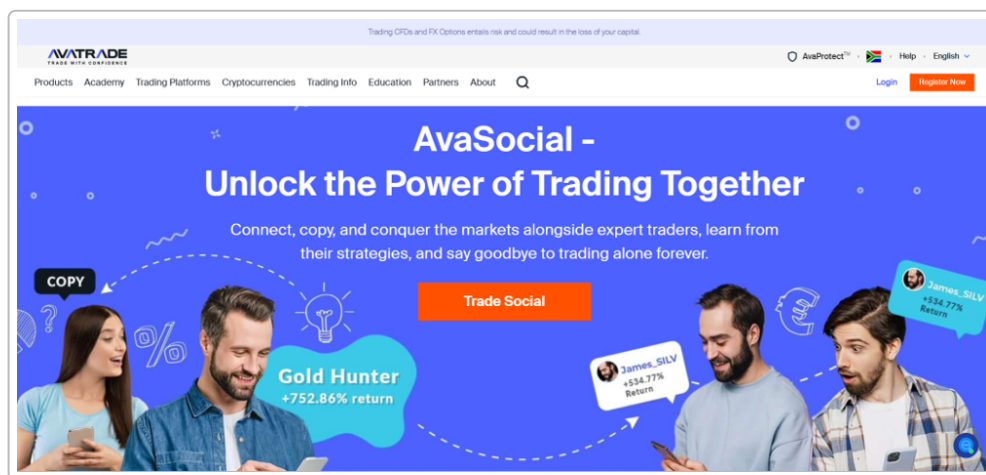 Trading CFDs and FX Options entails risk and could result in the loss of your capital.
AVATRADE
TRADE WITH CONFIDENCE
AvaProtect™ Help English
Products Academy Trading Platforms Cryptocurrencies Trading Info Education Partners About
Login Register Now
AvaSocial -
Unlock the Power of Trading Together
Connect, copy, and conquer the markets alongside expert traders, learn from
their strategies, and say goodbye to trading alone forever.
Trade Social
COPY
?
%
Gold Hunter
+752.86% return
James_SILV
+534.77%
Return
€
James_SILV
+534.77%
Return